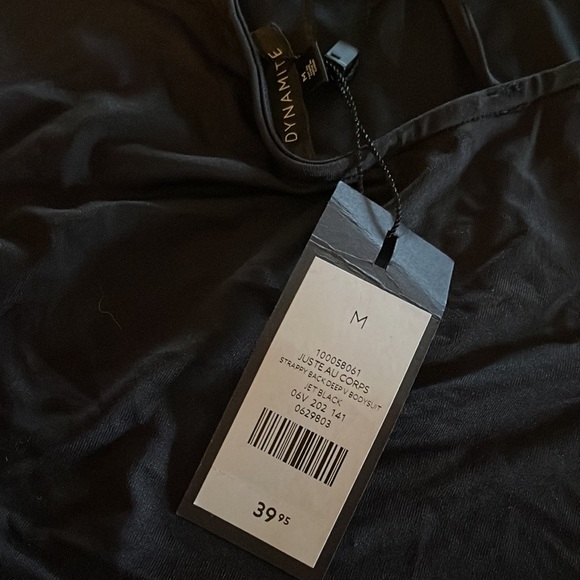 DYNAMITE
M
M
100058061
JUSTE AU CORPS
STRAPPY BACK DEEP V BODYSUIT
JET BLACK
06V 202 141
0629803
39 95